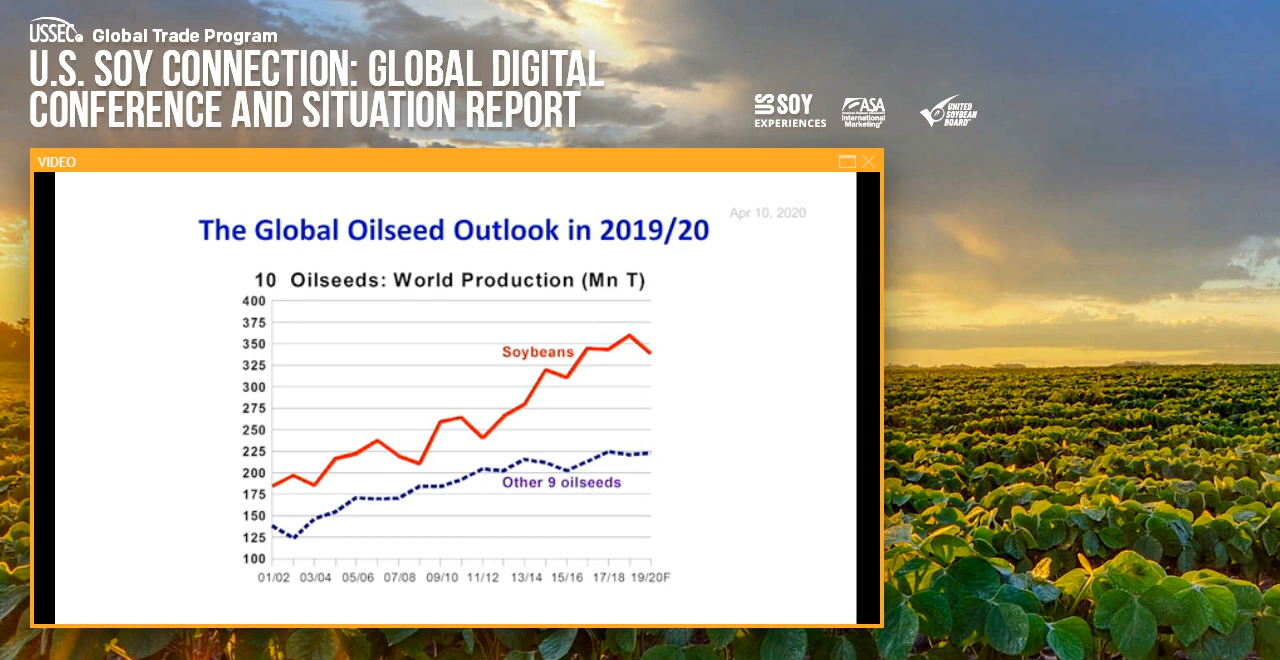 USSEC
Global Trade Program
U.S. SOY CONNECTION: GLOBAL DIGITAL
CONFERENCE AND SITUATION REPORT
US SOY
EXPERIENCES
ASA
International
Marketing
UNITED
SOYBEAN
BOARD
VIDEO
Apr 10, 2020
The Global Oilseed Outlook in 2019/20
10 Oilseeds: World Production (Mn T)
400
375
350
325
300
275
250
225
200
175
150
125
100
Soybeans
Other 9 oilseeds
01/02 03/04 05/06 07/08 09/10 11/12 13/14 15/16 17/18 19/20F